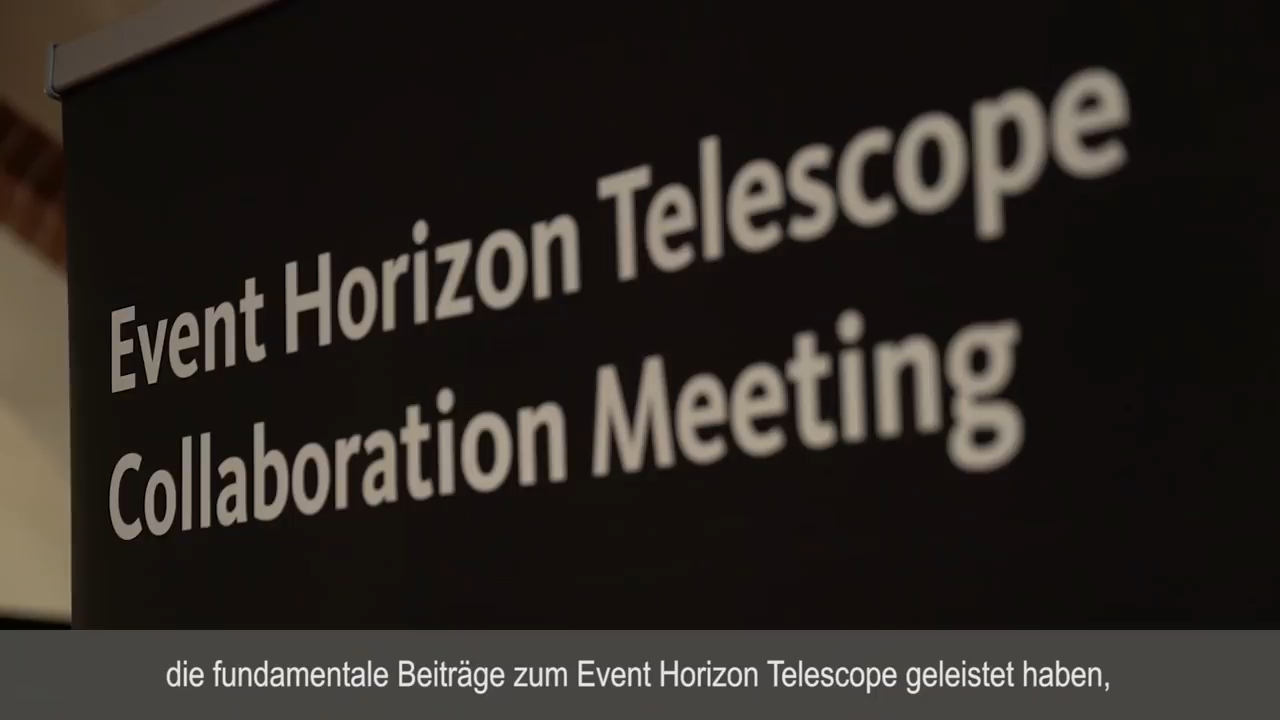 Event Horizon Telescope
Collaboration Meeting
die fundamentale Beiträge zum Event Horizon Telescope geleistet haben,